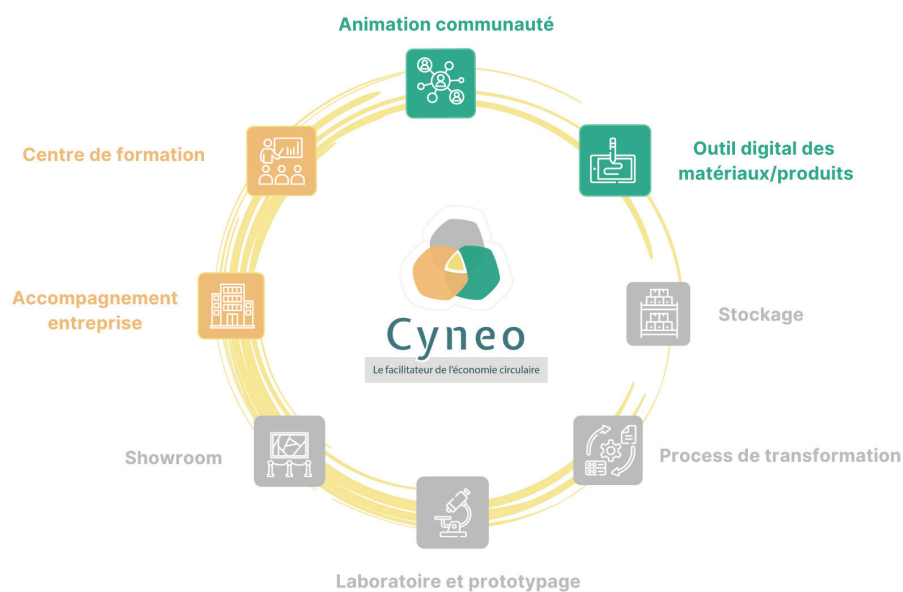 Animation communauté
Centre de formation
Outil digital des
matériaux/produits
Accompagnement
entreprise
Cyneo
Le facilitateur de l'économie circulaire
Stockage
Showroom
Process de transformation
Laboratoire et prototypage